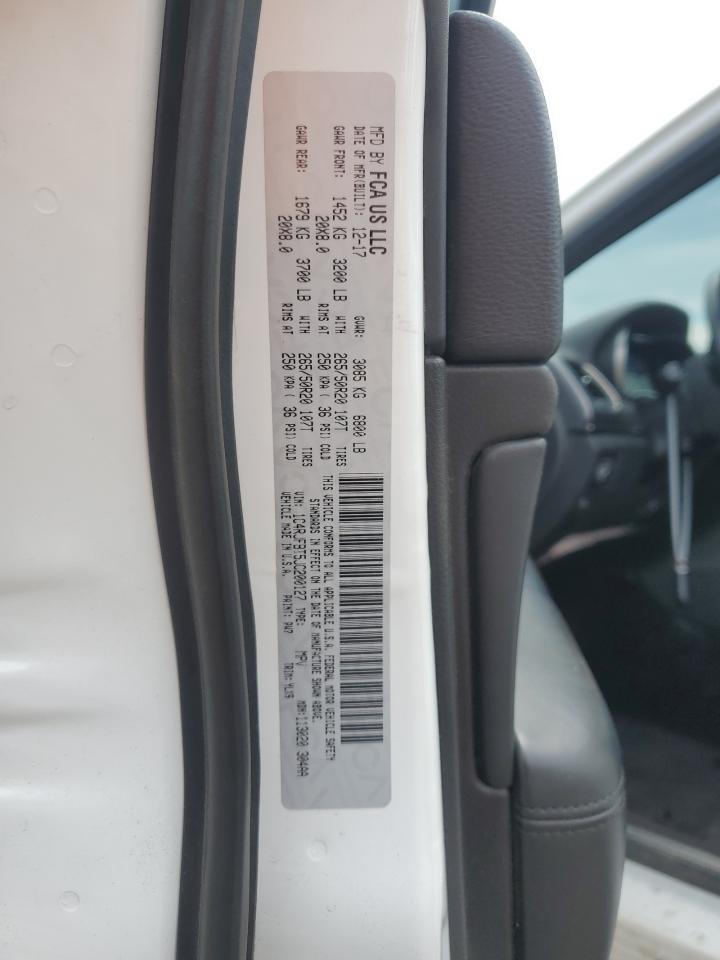 MFD BY FCA US LLC
DATE OF MFR(BUILT): 12-17 GVWR: 3085 KG 6800 LB
GAWR FRONT: 1452 KG 3200 LB WITH 265/50R20 107T TIRES
20X8.0 RIMS AT 250 KPA ( 36 PSI) COLD
GAWR REAR: 1679 KG 3700 LB WITH 265/50R20 107T TIRES
20X8.0 RIMS AT 250 KPA ( 36 PSI) COLD
THIS VEHICLE CONFORMS TO ALL APPLICABLE U.S.A. FEDERAL MOTOR VEHICLE SAFETY
STANDARDS IN EFFECT ON THE DATE OF MANUFACTURE SHOWN ABOVE.
VIN: 1C4RJFBT5JC200127 TYPE: MPV MDH: 113020 304AA
VEHICLE MADE IN U.S.A. PAINT: PW7 TRIM: